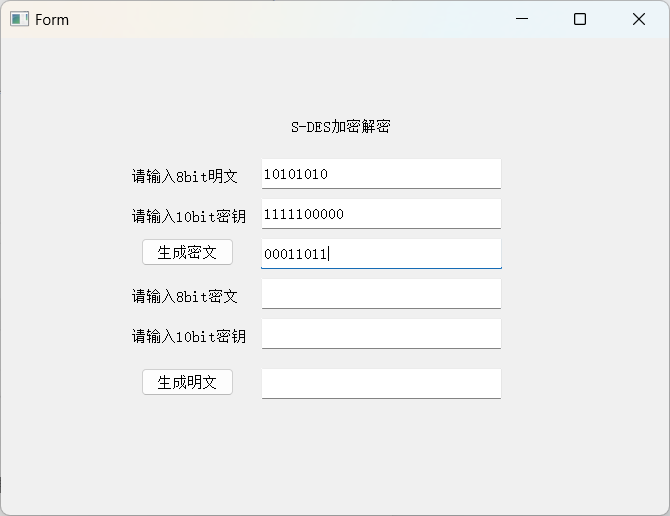 Form
S-DES加密解密
请输入8bit明文 10101010
请输入10bit密钥 1111100000
生成密文 00011011
请输入8bit密文
请输入10bit密钥
生成明文